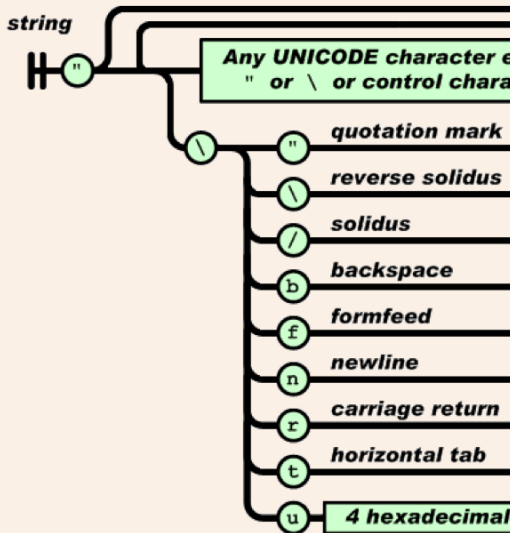 string
"
Any UNICODE character e
" or \ or control chara
\
" quotation mark
\ reverse solidus
/ solidus
b backspace
f formfeed
n newline
r carriage return
t horizontal tab
u 4 hexadecimal